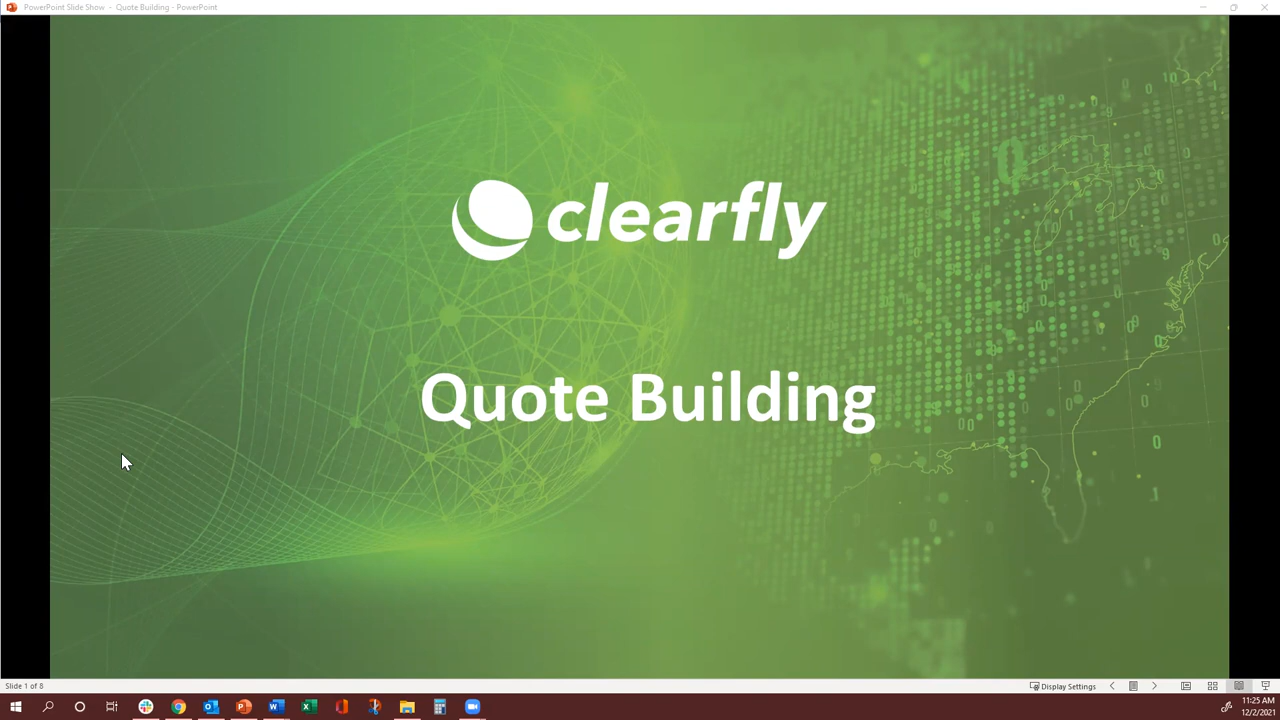 PowerPoint Slide Show - Quote Building - PowerPoint
clearfly
Quote Building
Slide 1 of 8
Display Settings
11:25 AM
12/2/2021